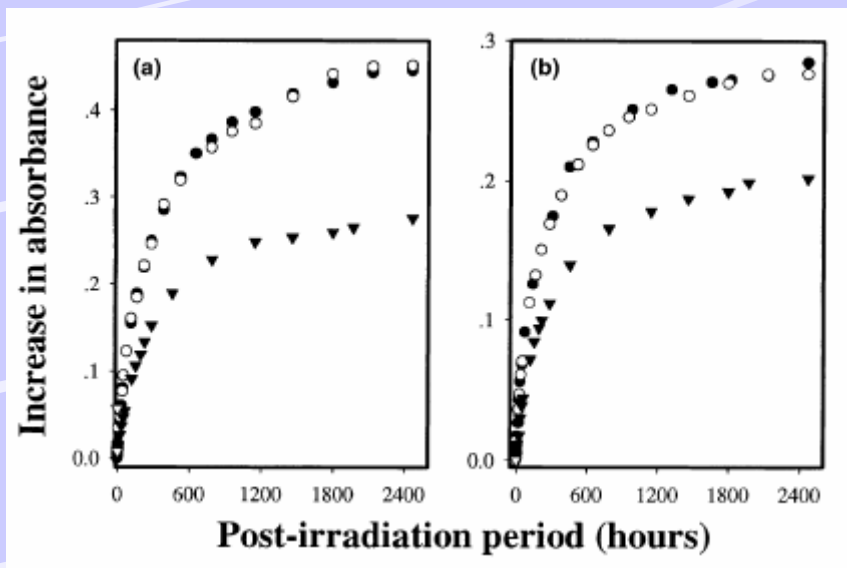 (a)
(b)
Increase in absorbance
.4
.3
.2
.1
0.0
.3
.2
.1
0.0
0 600 1200 1800 2400
0 600 1200 1800 2400
Post-irradiation period (hours)